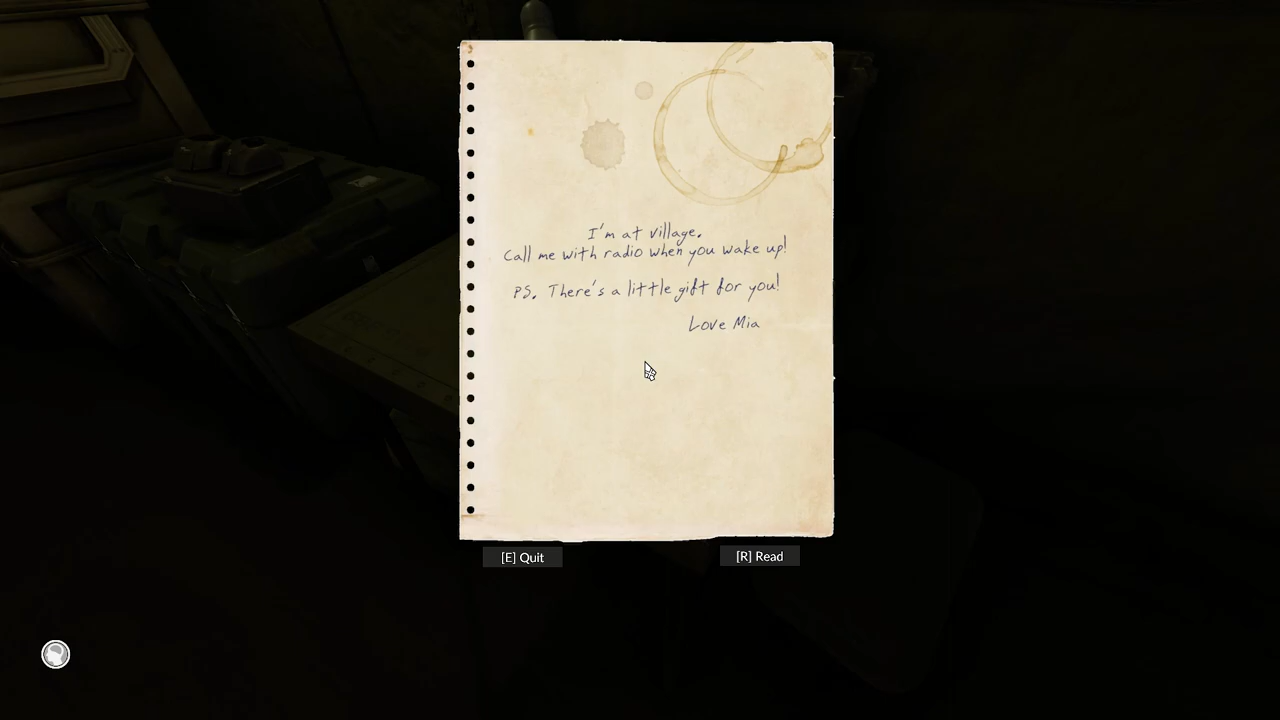 I'm at village.
Call me with radio when you wake up!
PS. There's a little gift for you!
Love Mia
[E] Quit
[R] Read